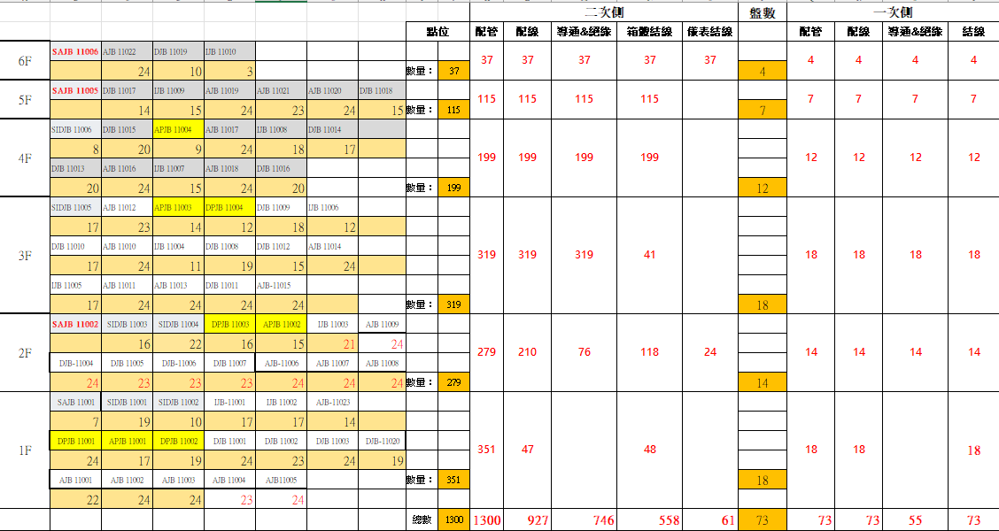 二次側 盤數 一次側
點位 配管 配線 導通&絕緣 箱體結線 儀表結線 配管 配線 導通&絕緣 結線
6F SAJB 11006 AJB 11022 DJB 11019 IJB 11010
24 10 3 數量： 37 37 37 37 37 37 4 4 4 4 4
5F SAJB 11005 DJB 11017 IJB 11009 AJB 11019 AJB 11021 AJB 11020 DJB 11018
14 15 24 23 24 15 數量： 115 115 115 115 115 7 7 7 7 7
4F SIDJB 11006 DJB 11015 APJB 11004 AJB 11017 IJB 11008 DJB 11014
8 20 9 24 18 17
199 199 199 199 12 12 12 12
DJB 11013 AJB 11016 IJB 11007 AJB 11018 DJB 11016
20 24 15 24 20 數量： 199 12
3F SIDJB 11005 AJB 11012 APJB 11003 DPJB 11004 DJB 11009 IJB 11006
17 23 14 12 18 12
DJB 11010 AJB 11010 IJB 11004 DJB 11008 DJB 11012 AJB 11014
319 319 319 41 18 18 18 18
17 24 11 19 15 24
IJB 11005 AJB 11011 AJB 11013 DJB 11011 AJB-11015
17 24 24 24 24 數量： 319 18
2F SAJB 11002 SIDJB 11003 SIDJB 11004 DPJB 11003 APJB 11002 IJB 11003 AJB 11009
16 22 16 15 21 24
279 210 76 118 24 14 14 14 14
DJB-11004 DJB 11005 DJB-11006 DJB 11007 AJB-11006 AJB 11007 AJB 11008
24 23 23 23 24 24 24 數量： 279 14
1F SAJB 11001 SIDJB 11001 SIDJB 11002 IJB-11001 IJB 11002 AJB-11023
7 19 10 17 17 14
DPJB 11001 APJB 11001 DPJB 11002 DJB 11001 DJB 11002 DJB 11003 DJB-11020
351 47 48 18 18 18
24 17 19 24 23 24 19
AJB 11001 AJB 11002 AJB 11003 AJB 11004 AJB11005 數量： 351 18
22 24 24 23 24
總數 1300 1300 927 746 558 61 73 73 73 55 73